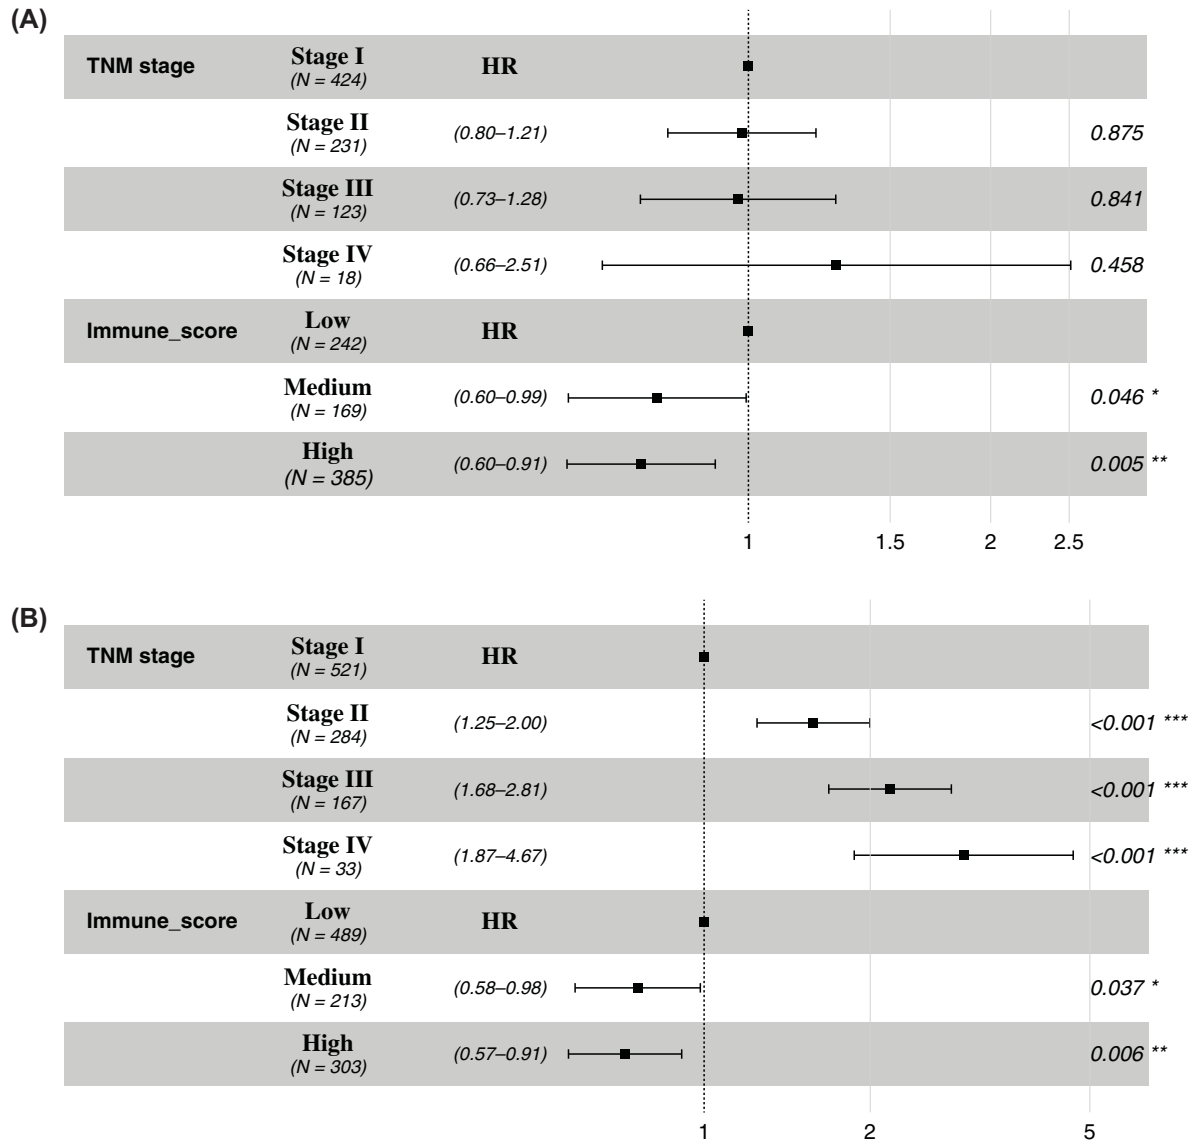 (A)
TNM stage Stage I HR
(N = 424)
Stage II (0.80–1.21) 0.875
(N = 231)
Stage III (0.73–1.28) 0.841
(N = 123)
Stage IV (0.66–2.51) 0.458
(N = 18)
Immune_score Low HR
(N = 242)
Medium (0.60–0.99) 0.046 *
(N = 169)
High (0.60–0.91) 0.005 **
(N = 385)
1 1.5 2 2.5
(B)
TNM stage Stage I HR
(N = 521)
Stage II (1.25–2.00) <0.001 ***
(N = 284)
Stage III (1.68–2.81) <0.001 ***
(N = 167)
Stage IV (1.87–4.67) <0.001 ***
(N = 33)
Immune_score Low HR
(N = 489)
Medium (0.58–0.98) 0.037 *
(N = 213)
High (0.57–0.91) 0.006 **
(N = 303)
1 2 5